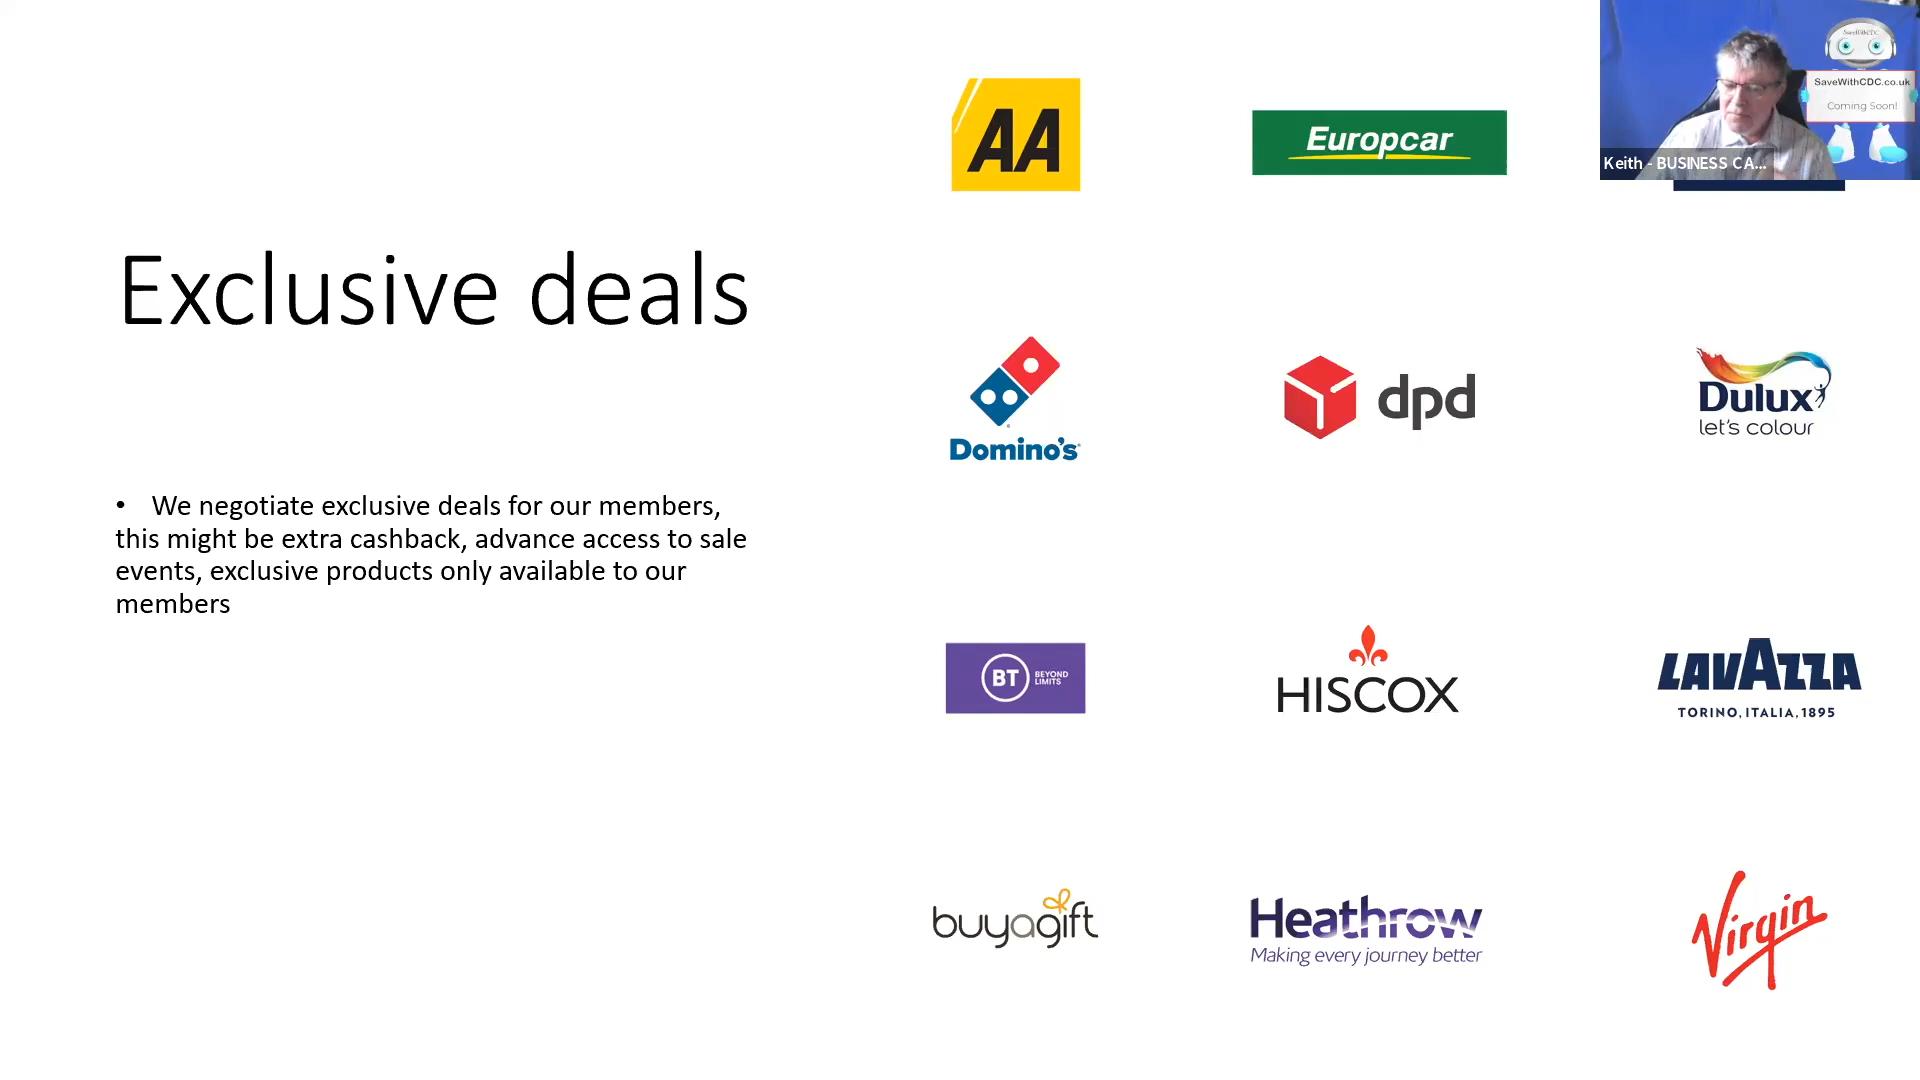 Exclusive deals
• We negotiate exclusive deals for our members,
this might be extra cashback, advance access to sale
events, exclusive products only available to our
members
AA
Europcar
SaveWithCDC
SaveWithCDC.co.uk
Coming Soon!
Keith - BUSINESS CA...
Domino's
dpd
Dulux
let's colour
BT BEYOND
LIMITS
HISCOX
LAVAZZA
TORINO, ITALIA, 1895
buyagift
Heathrow
Making every journey better
Virgin